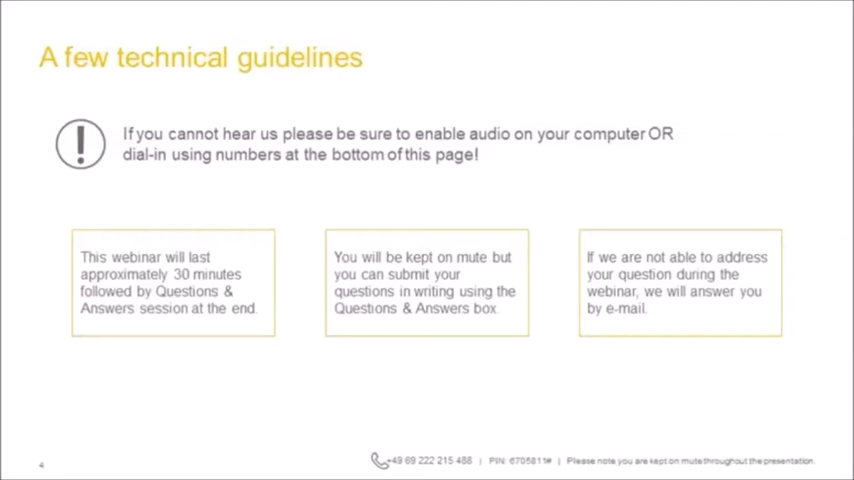 A few technical guidelines
If you cannot hear us please be sure to enable audio on your computer OR
dial-in using numbers at the bottom of this page!
This webinar will last
approximately 30 minutes
followed by Questions &
Answers session at the end.
You will be kept on mute but
you can submit your
questions in writing using the
Questions & Answers box.
If we are not able to address
your question during the
webinar, we will answer you
by e-mail.
4
+49 69 222 215 488 | PIN: 6705811# | Please note you are kept on mute throughout the presentation.